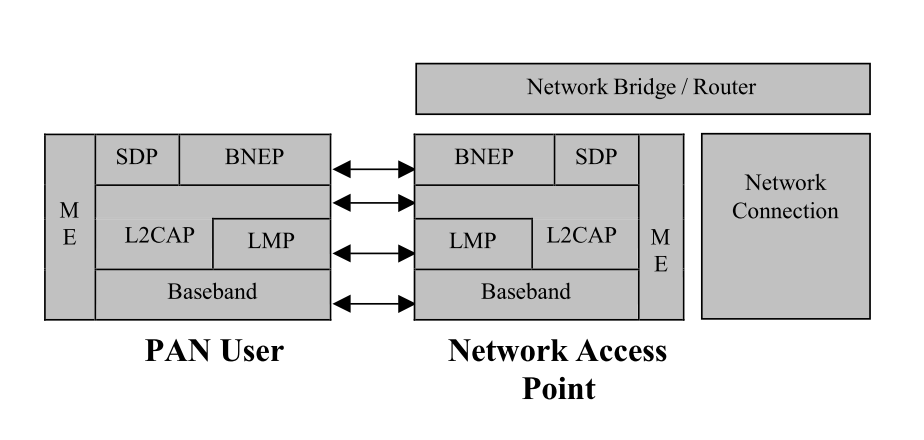 Network Bridge / Router
SDP
BNEP
BNEP
SDP
Network
Connection
M
E
L2CAP
LMP
LMP
L2CAP
M
E
Baseband
Baseband
PAN User
Network Access
Point